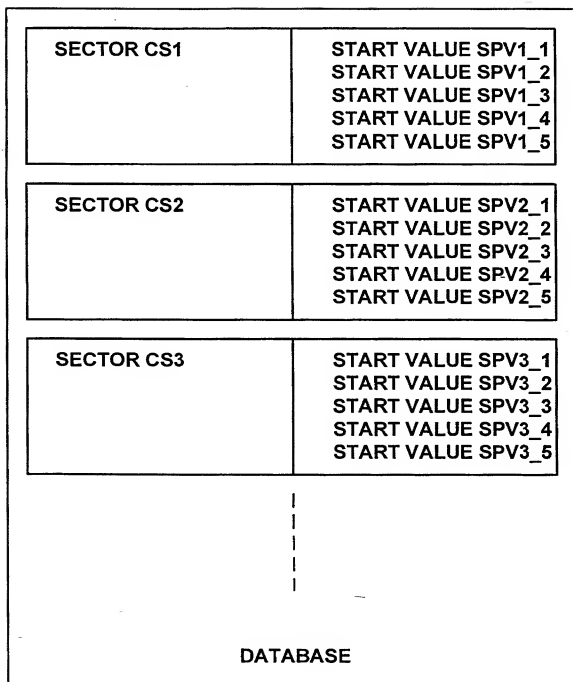 SECTOR CS1
START VALUE SPV1_1
START VALUE SPV1_2
START VALUE SPV1_3
START VALUE SPV1_4
START VALUE SPV1_5
SECTOR CS2
START VALUE SPV2_1
START VALUE SPV2_2
START VALUE SPV2_3
START VALUE SPV2_4
START VALUE SPV2_5
SECTOR CS3
START VALUE SPV3_1
START VALUE SPV3_2
START VALUE SPV3_3
START VALUE SPV3_4
START VALUE SPV3_5
DATABASE